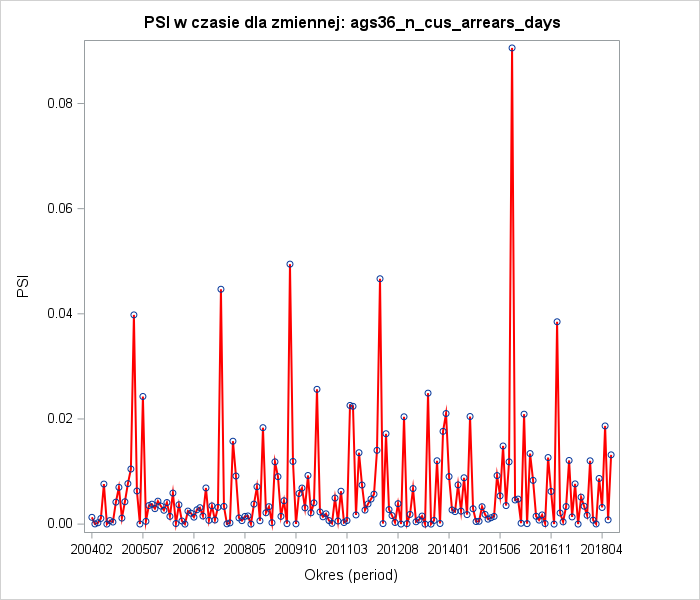 PSI w czasie dla zmiennej: ags36_n_cus_arrears_days
PSI
0.08
0.06
0.04
0.02
0.00
200402 200507 200612 200805 200910 201103 201208 201401 201506 201611 201804
Okres (period)